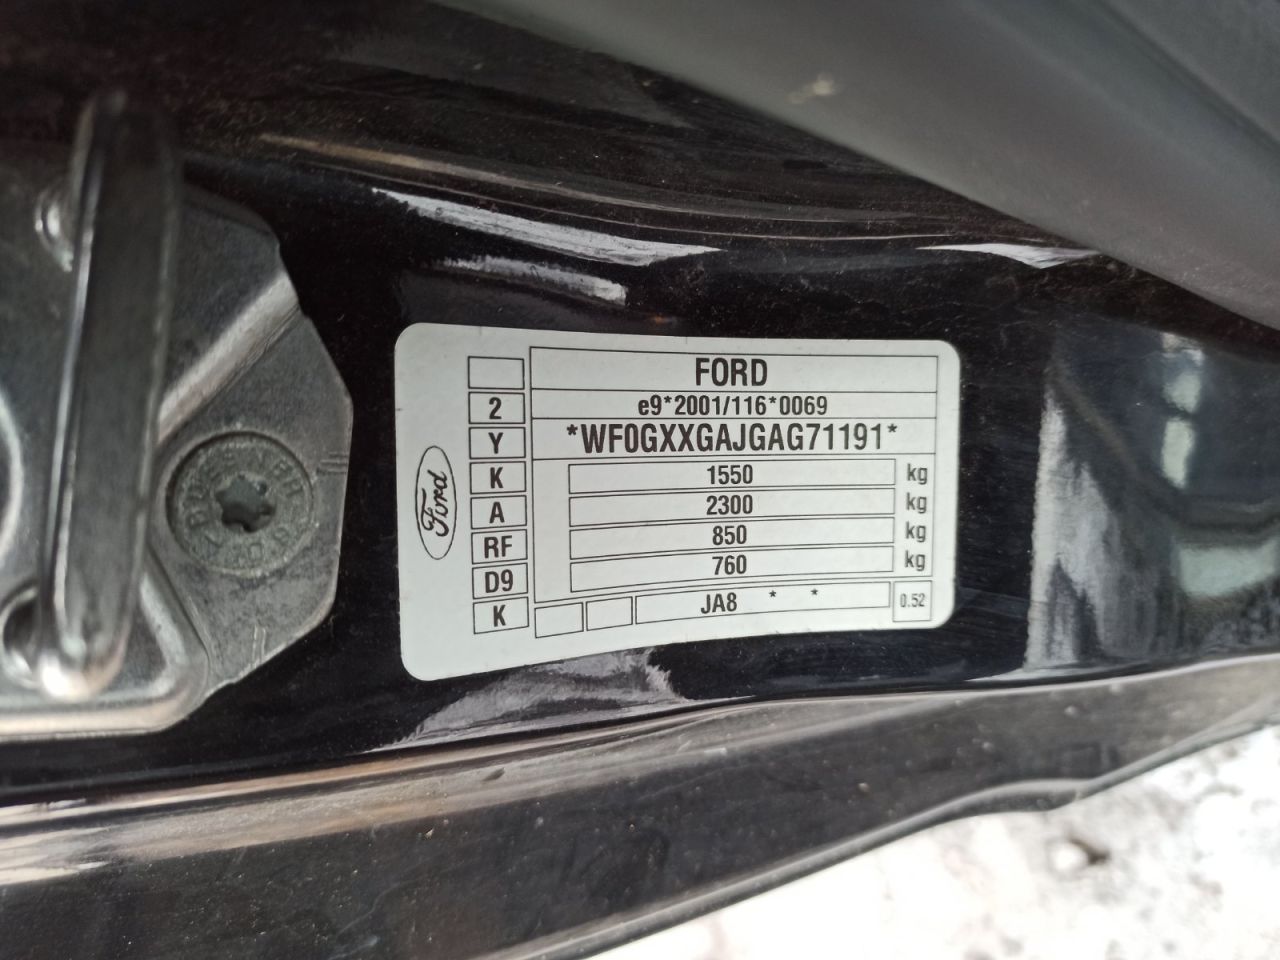 FORD
2 e9*2001/116*0069
Y *WF0GXXGAJGAG71191*
K 1550 kg
A 2300 kg
RF 850 kg
D9 760 kg
K JA8 * * 0.52
Ford